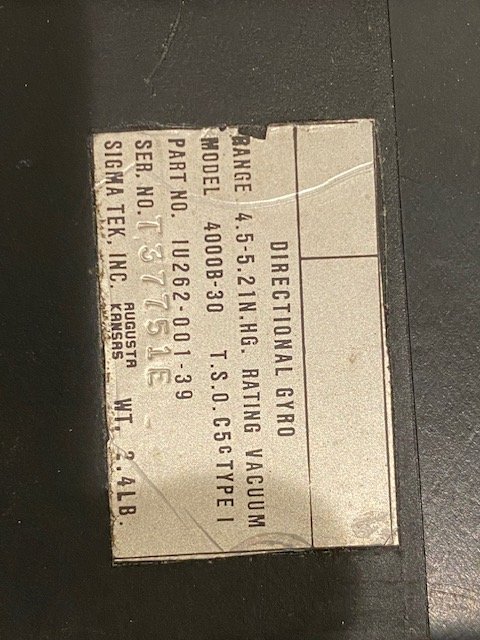 DIRECTIONAL GYRO
RANGE 4.5-5.2IN.HG. RATING VACUUM
MODEL 4000B-30 T.S.O. C5C TYPE I
PART NO. 1U262-001-39
SER. NO. T37751E
SIGMA TEK, INC. AUGUSTA KANSAS WT. 2.4LB.